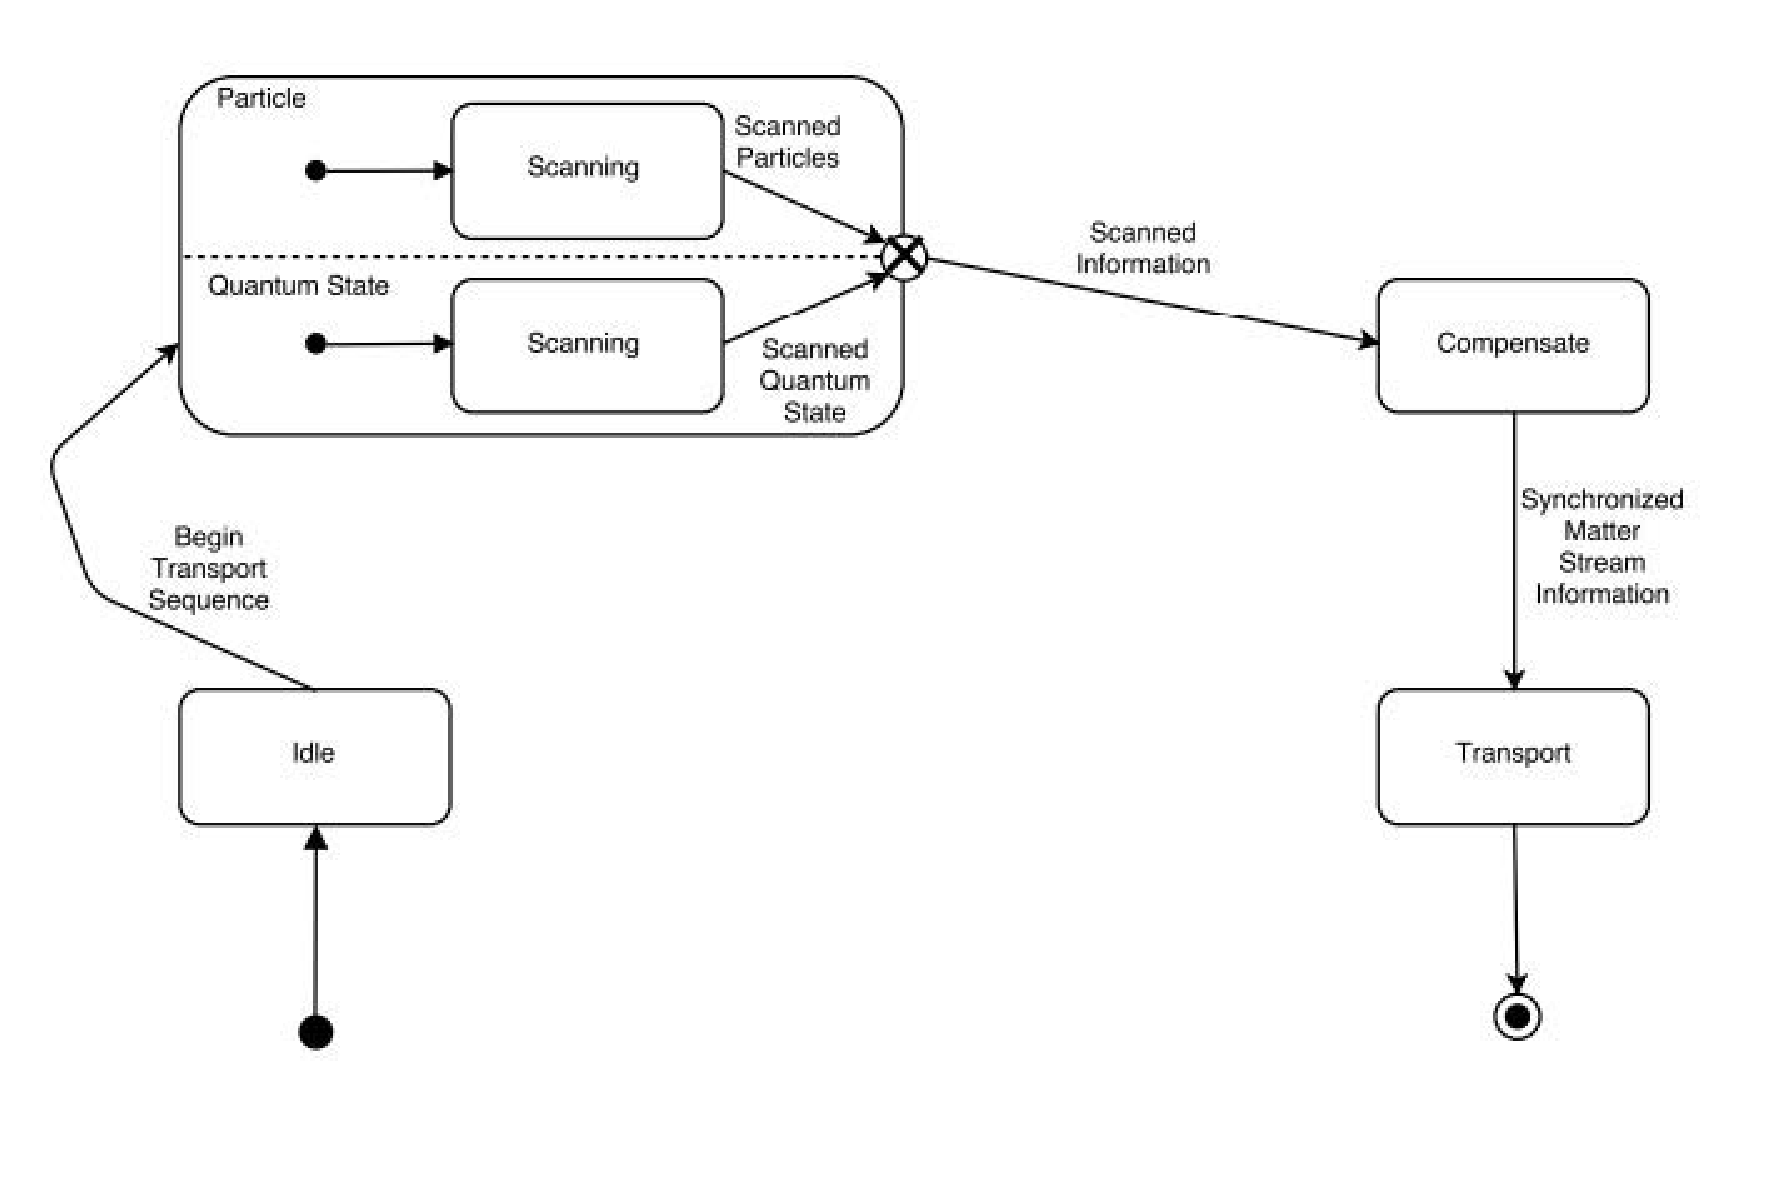 Particle
Scanning
Scanned
Particles
Quantum State
Scanning
Scanned
Quantum
State
Scanned
Information
Compensate
Synchronized
Matter
Stream
Information
Begin
Transport
Sequence
Idle
Transport